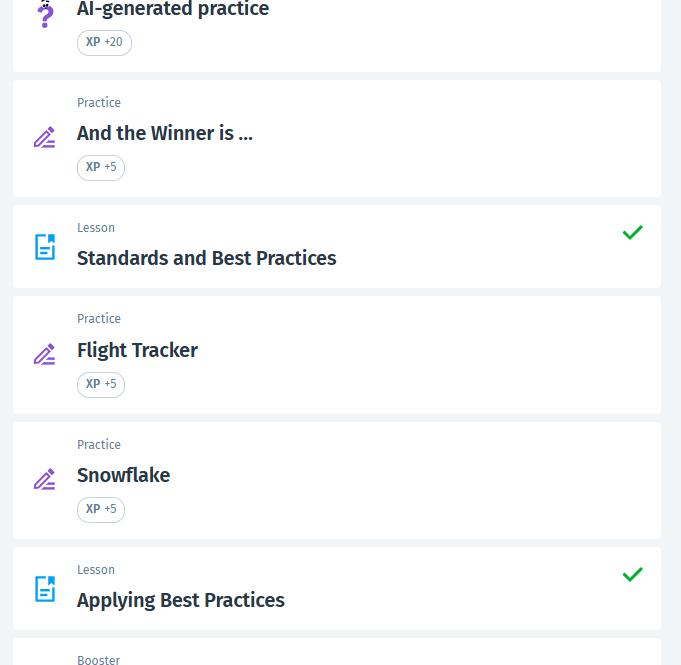 AI-generated practice
XP +20
Practice
And the Winner is ...
XP +5
Lesson
Standards and Best Practices
Practice
Flight Tracker
XP +5
Practice
Snowflake
XP +5
Lesson
Applying Best Practices
Booster